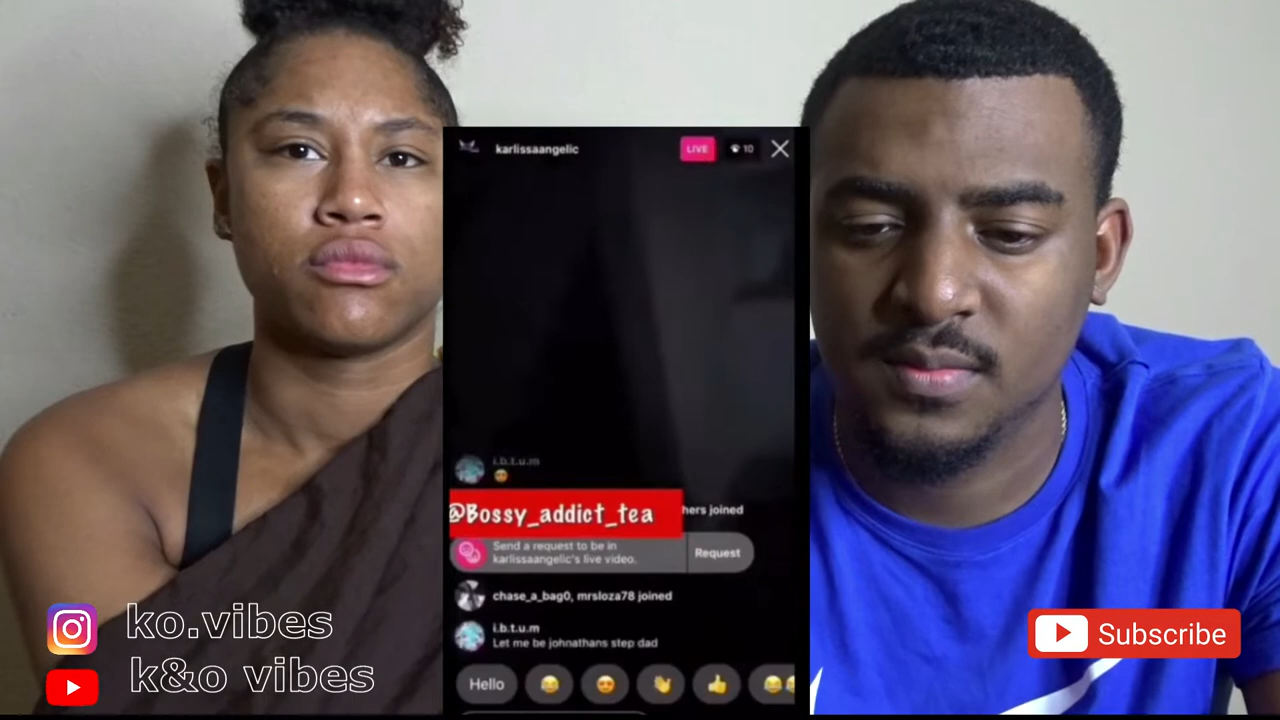 karlissaangelic
LIVE
10
i.b.t.u.m
@Bossy_addict_tea
hers joined
Send a request to be in
karlissaangelic's live video.
Request
chase_a_bag0, mrsloza78 joined
i.b.t.u.m
Let me be johnathans step dad
Hello
ko.vibes
k&o vibes
Subscribe